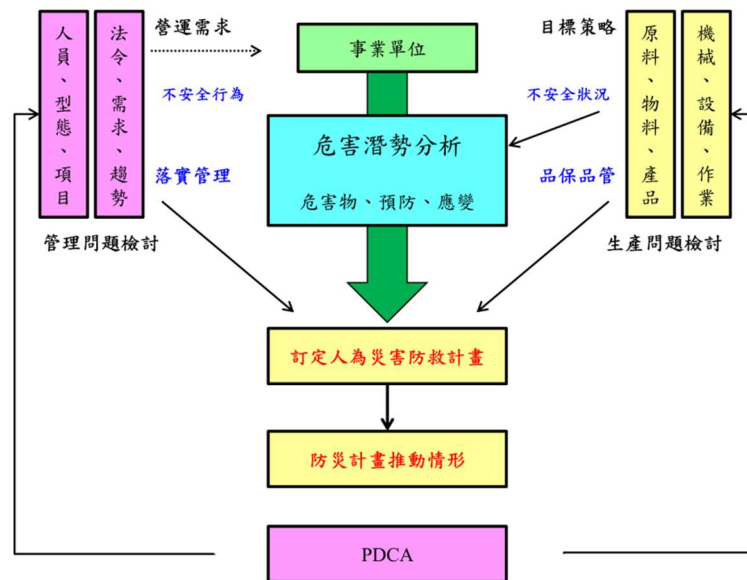 人員、型態、項目
法令、需求、趨勢
營運需求
事業單位
目標策略
原料、物料、產品
機械、設備、作業
不安全行為
不安全狀況
危害潛勢分析
危害物、預防、應變
落實管理
品保品管
管理問題檢討
生產問題檢討
訂定人為災害防救計畫
防災計畫推動情形
PDCA